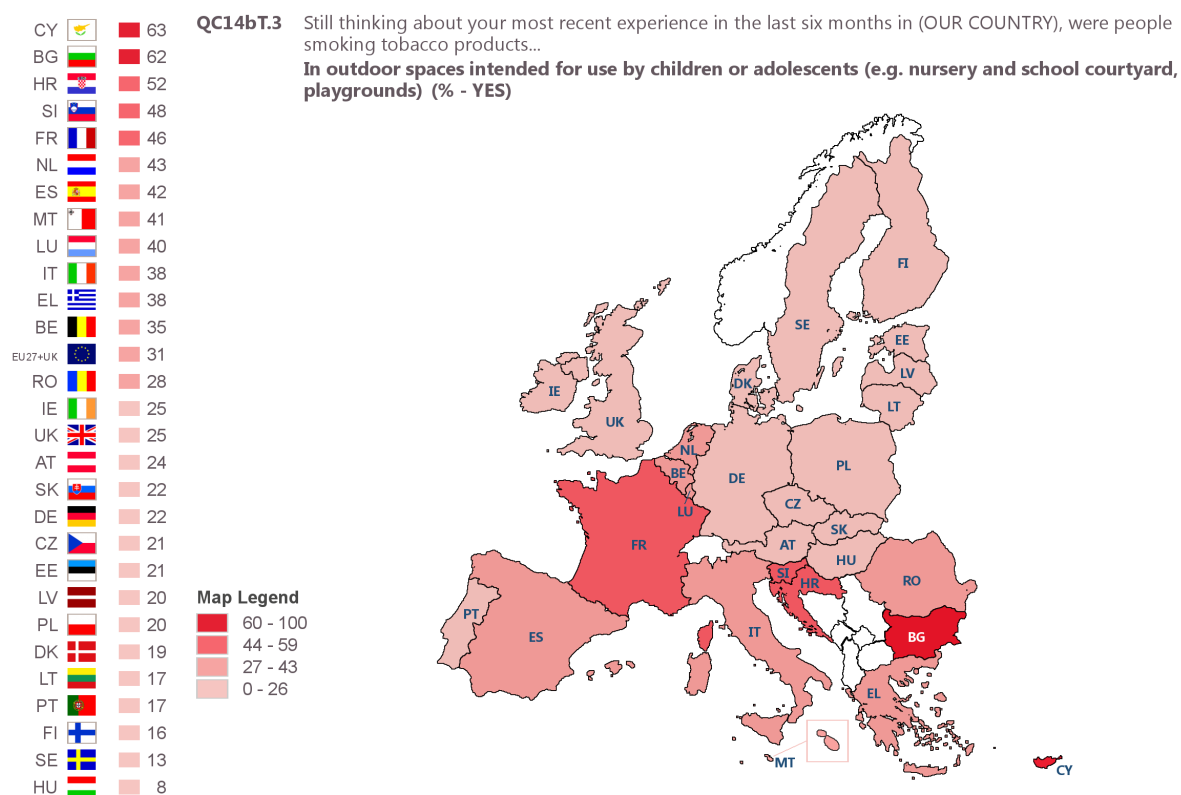 QC14bT.3 Still thinking about your most recent experience in the last six months in (OUR COUNTRY), were people
smoking tobacco products...
In outdoor spaces intended for use by children or adolescents (e.g. nursery and school courtyard,
playgrounds) (% - YES)
CY 63
BG 62
HR 52
SI 48
FR 46
NL 43
ES 42
MT 41
LU 40
IT 38
EL 38
BE 35
EU27+UK 31
RO 28
IE 25
UK 25
AT 24
SK 22
DE 22
CZ 21
EE 21
LV 20
PL 20
DK 19
LT 17
PT 17
FI 16
SE 13
HU 8
Map Legend
60 - 100
44 - 59
27 - 43
0 - 26
FI
SE
EE
LV
DK
IE
LT
UK
NL
PL
BE
DE
CZ
LU
SK
FR
AT
HU
SI
HR
RO
PT
IT
ES
BG
EL
MT
CY